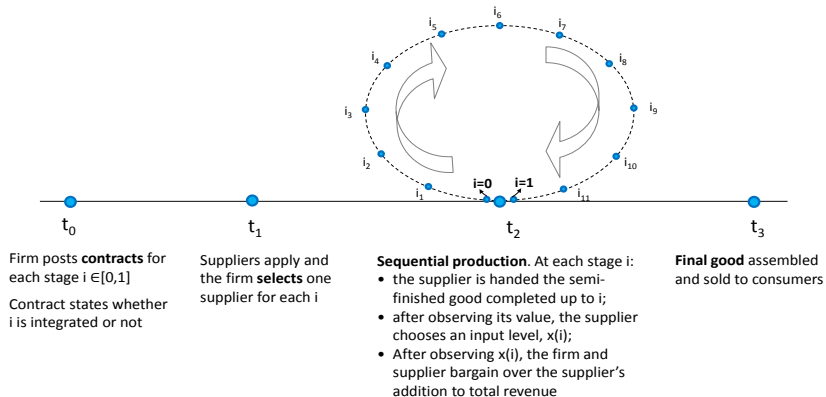 i₆
i₅
i₇
i₄
i₈
i₃
i₉
i₂
i₁₀
i₁
i=0
i=1
i₁₁
t₀
t₁
t₂
t₃
Firm posts contracts for
each stage i ∈[0,1]
Contract states whether
i is integrated or not
Suppliers apply and
the firm selects one
supplier for each i
Sequential production. At each stage i:
• the supplier is handed the semi-
finished good completed up to i;
• after observing its value, the supplier
chooses an input level, x(i);
• After observing x(i), the firm and
supplier bargain over the supplier's
addition to total revenue
Final good assembled
and sold to consumers